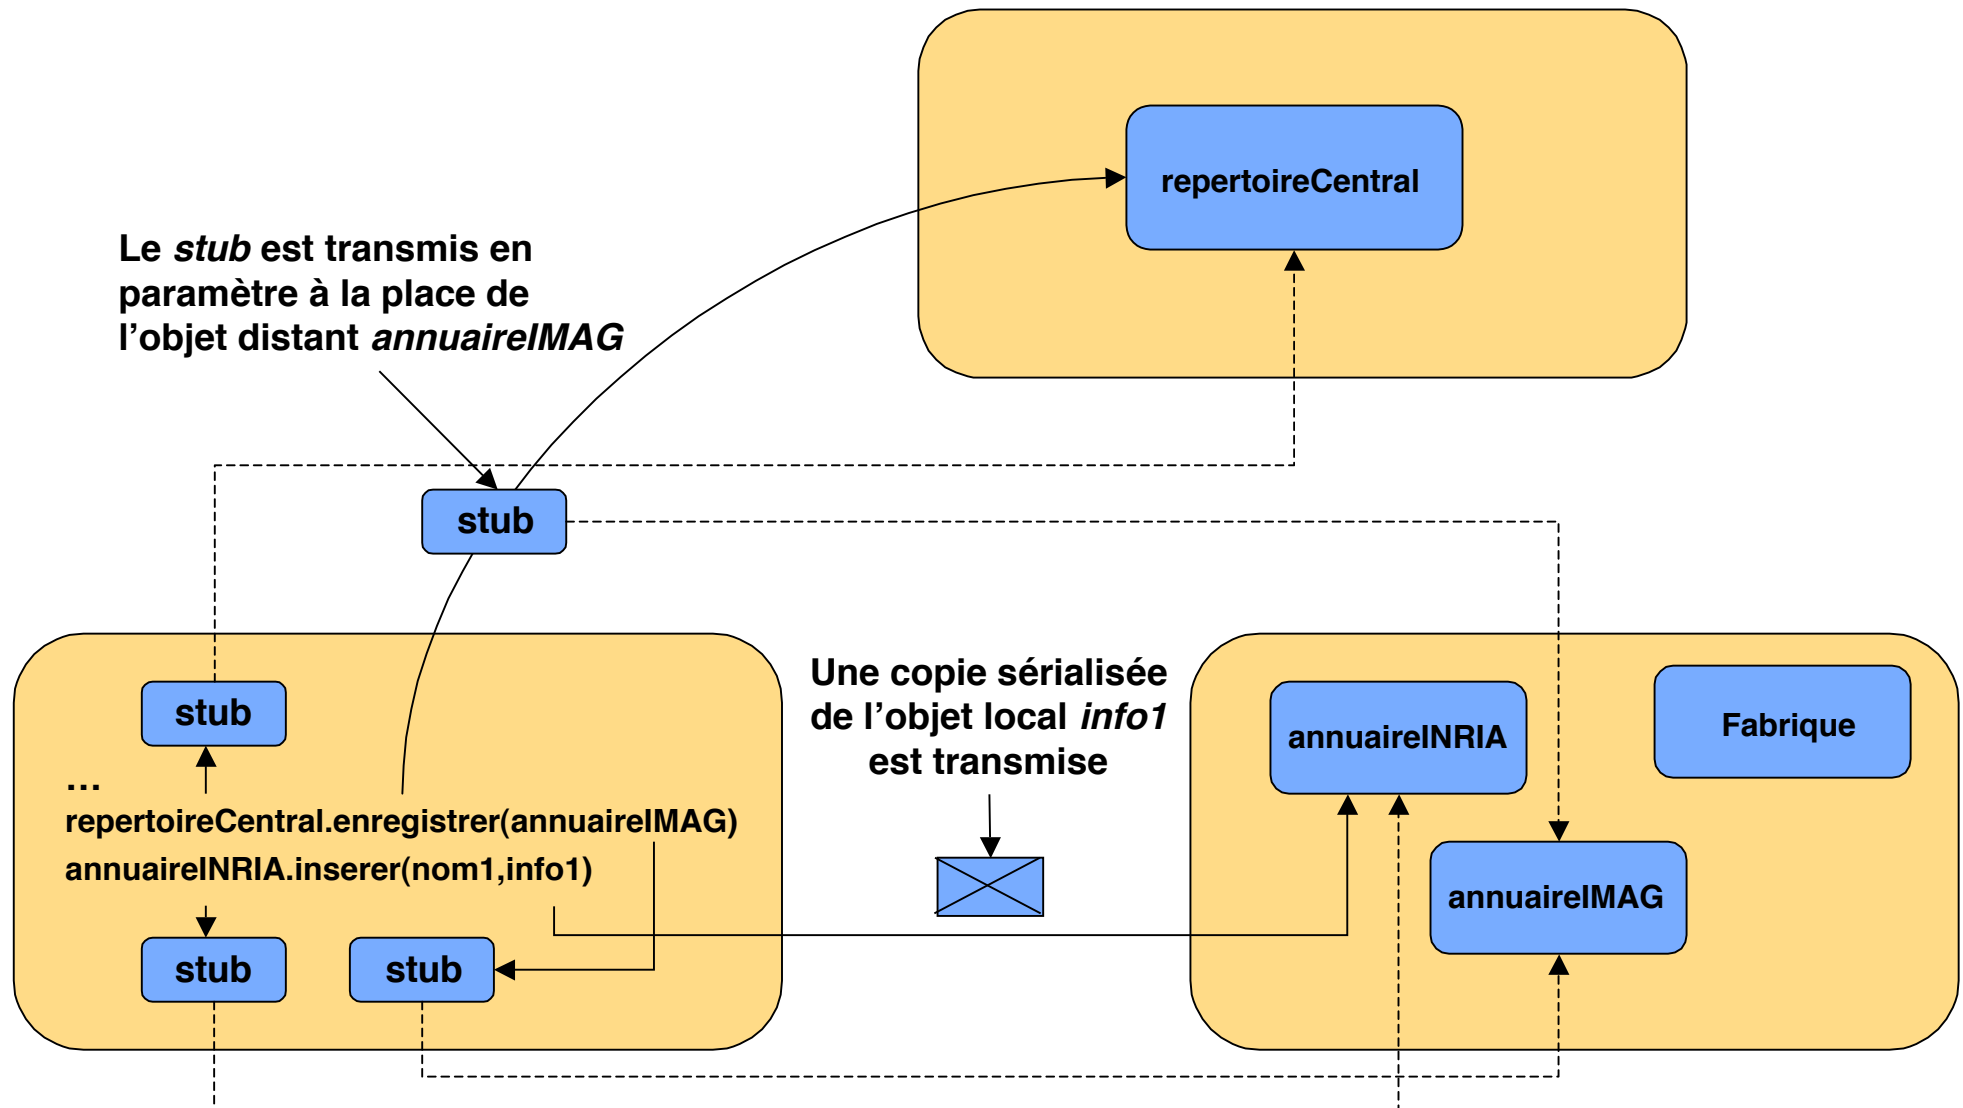 repertoireCentral
Le stub est transmis en
paramètre à la place de
l’objet distant annuaireIMAG
stub
Une copie sérialisée
de l’objet local info1
est transmise
stub
annuaireINRIA
Fabrique
…
repertoireCentral.enregistrer(annuaireIMAG)
annuaireINRIA.inserer(nom1,info1)
annuaireIMAG
stub
stub